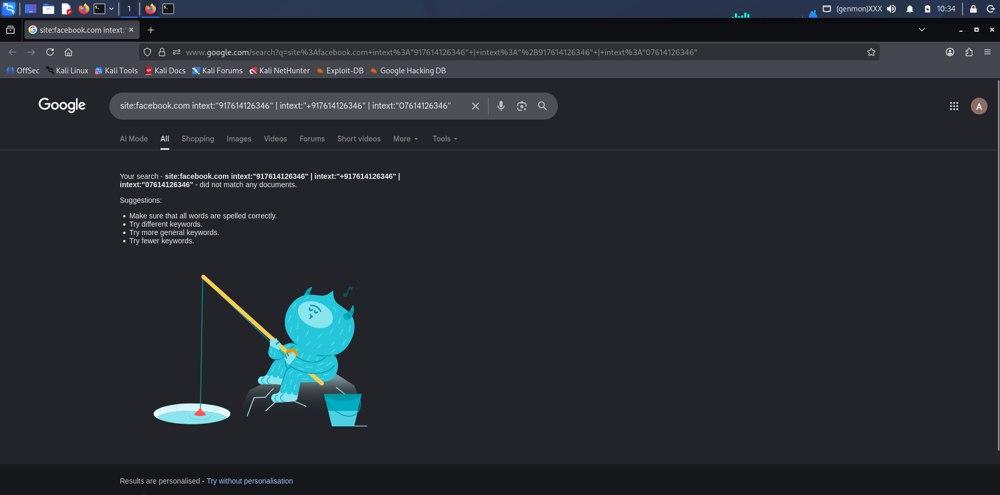 1
(genmon)XXX
10:34
site:facebook.com intext:"
www.google.com/search?q=site%3Afacebook.com+intext%3A"917614126346"+|+intext%3A"%2B917614126346"+|+intext%3A"07614126346"
OffSec Kali Linux Kali Tools Kali Docs Kali Forums Kali NetHunter Exploit-DB Google Hacking DB
Google
site:facebook.com intext:"917614126346" | intext:"+917614126346" | intext:"07614126346"
A
AI Mode All Shopping Images Videos Forums Short videos More Tools
Your search - site:facebook.com intext:"917614126346" | intext:"+917614126346" |
intext:"07614126346" - did not match any documents.
Suggestions:
Make sure that all words are spelled correctly.
Try different keywords.
Try more general keywords.
Try fewer keywords.
Results are personalised - Try without personalisation